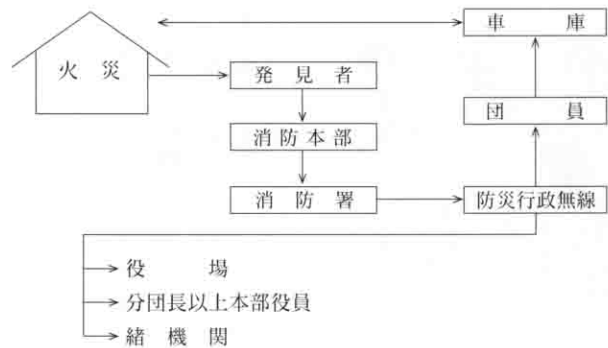 火災
車庫
発見者
団員
消防本部
消防署
防災行政無線
役場
分団長以上本部役員
緒機関